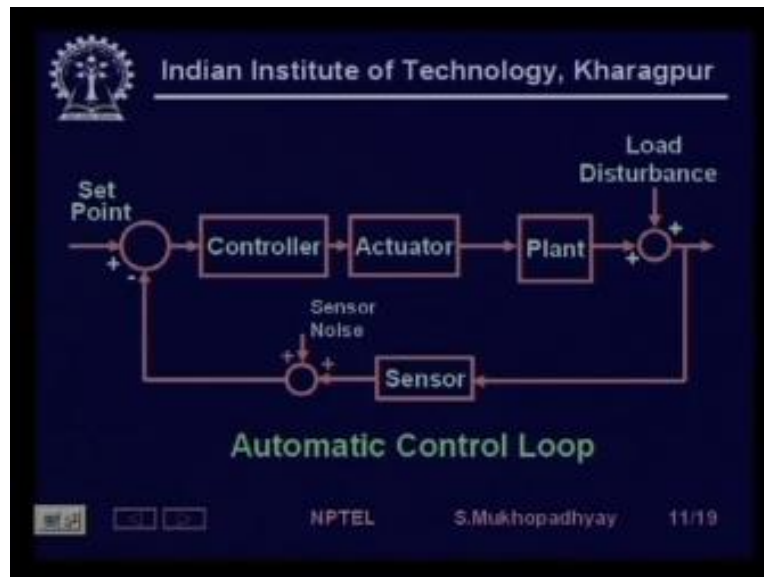 Indian Institute of Technology, Kharagpur
Load
Disturbance
Set
Point
+
+
-
+
Controller
Actuator
Plant
Sensor
Noise
+
+
Sensor
Automatic Control Loop
NPTEL S.Mukhopadhyay 11/19